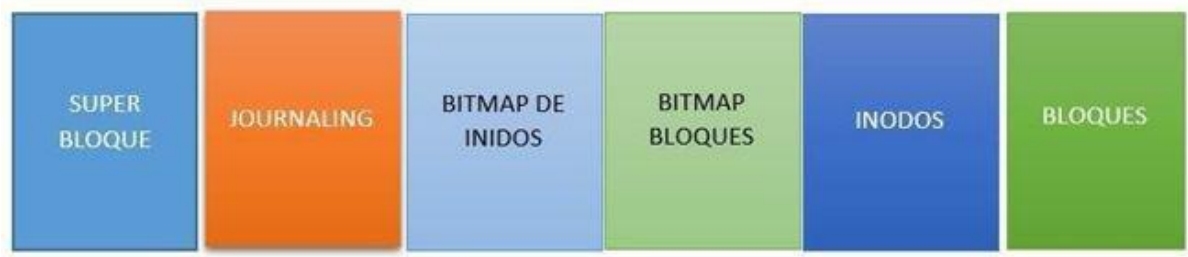 SUPER
BLOQUE
JOURNALING
BITMAP DE
INIDOS
BITMAP
BLOQUES
INODOS
BLOQUES